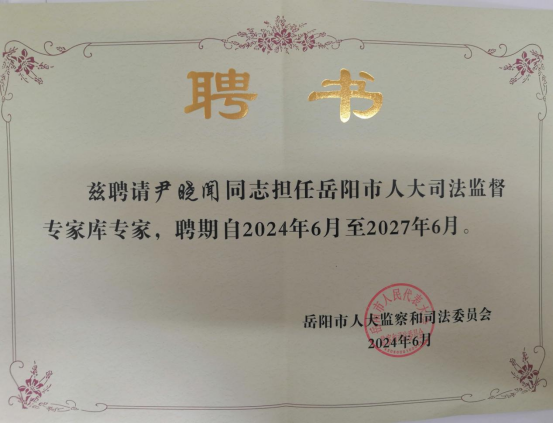 聘书
兹聘请尹晓闻同志担任岳阳市人大司法监督
专家库专家，聘期自2024年6月至2027年6月。
岳阳市人大监察和司法委员会
2024年6月